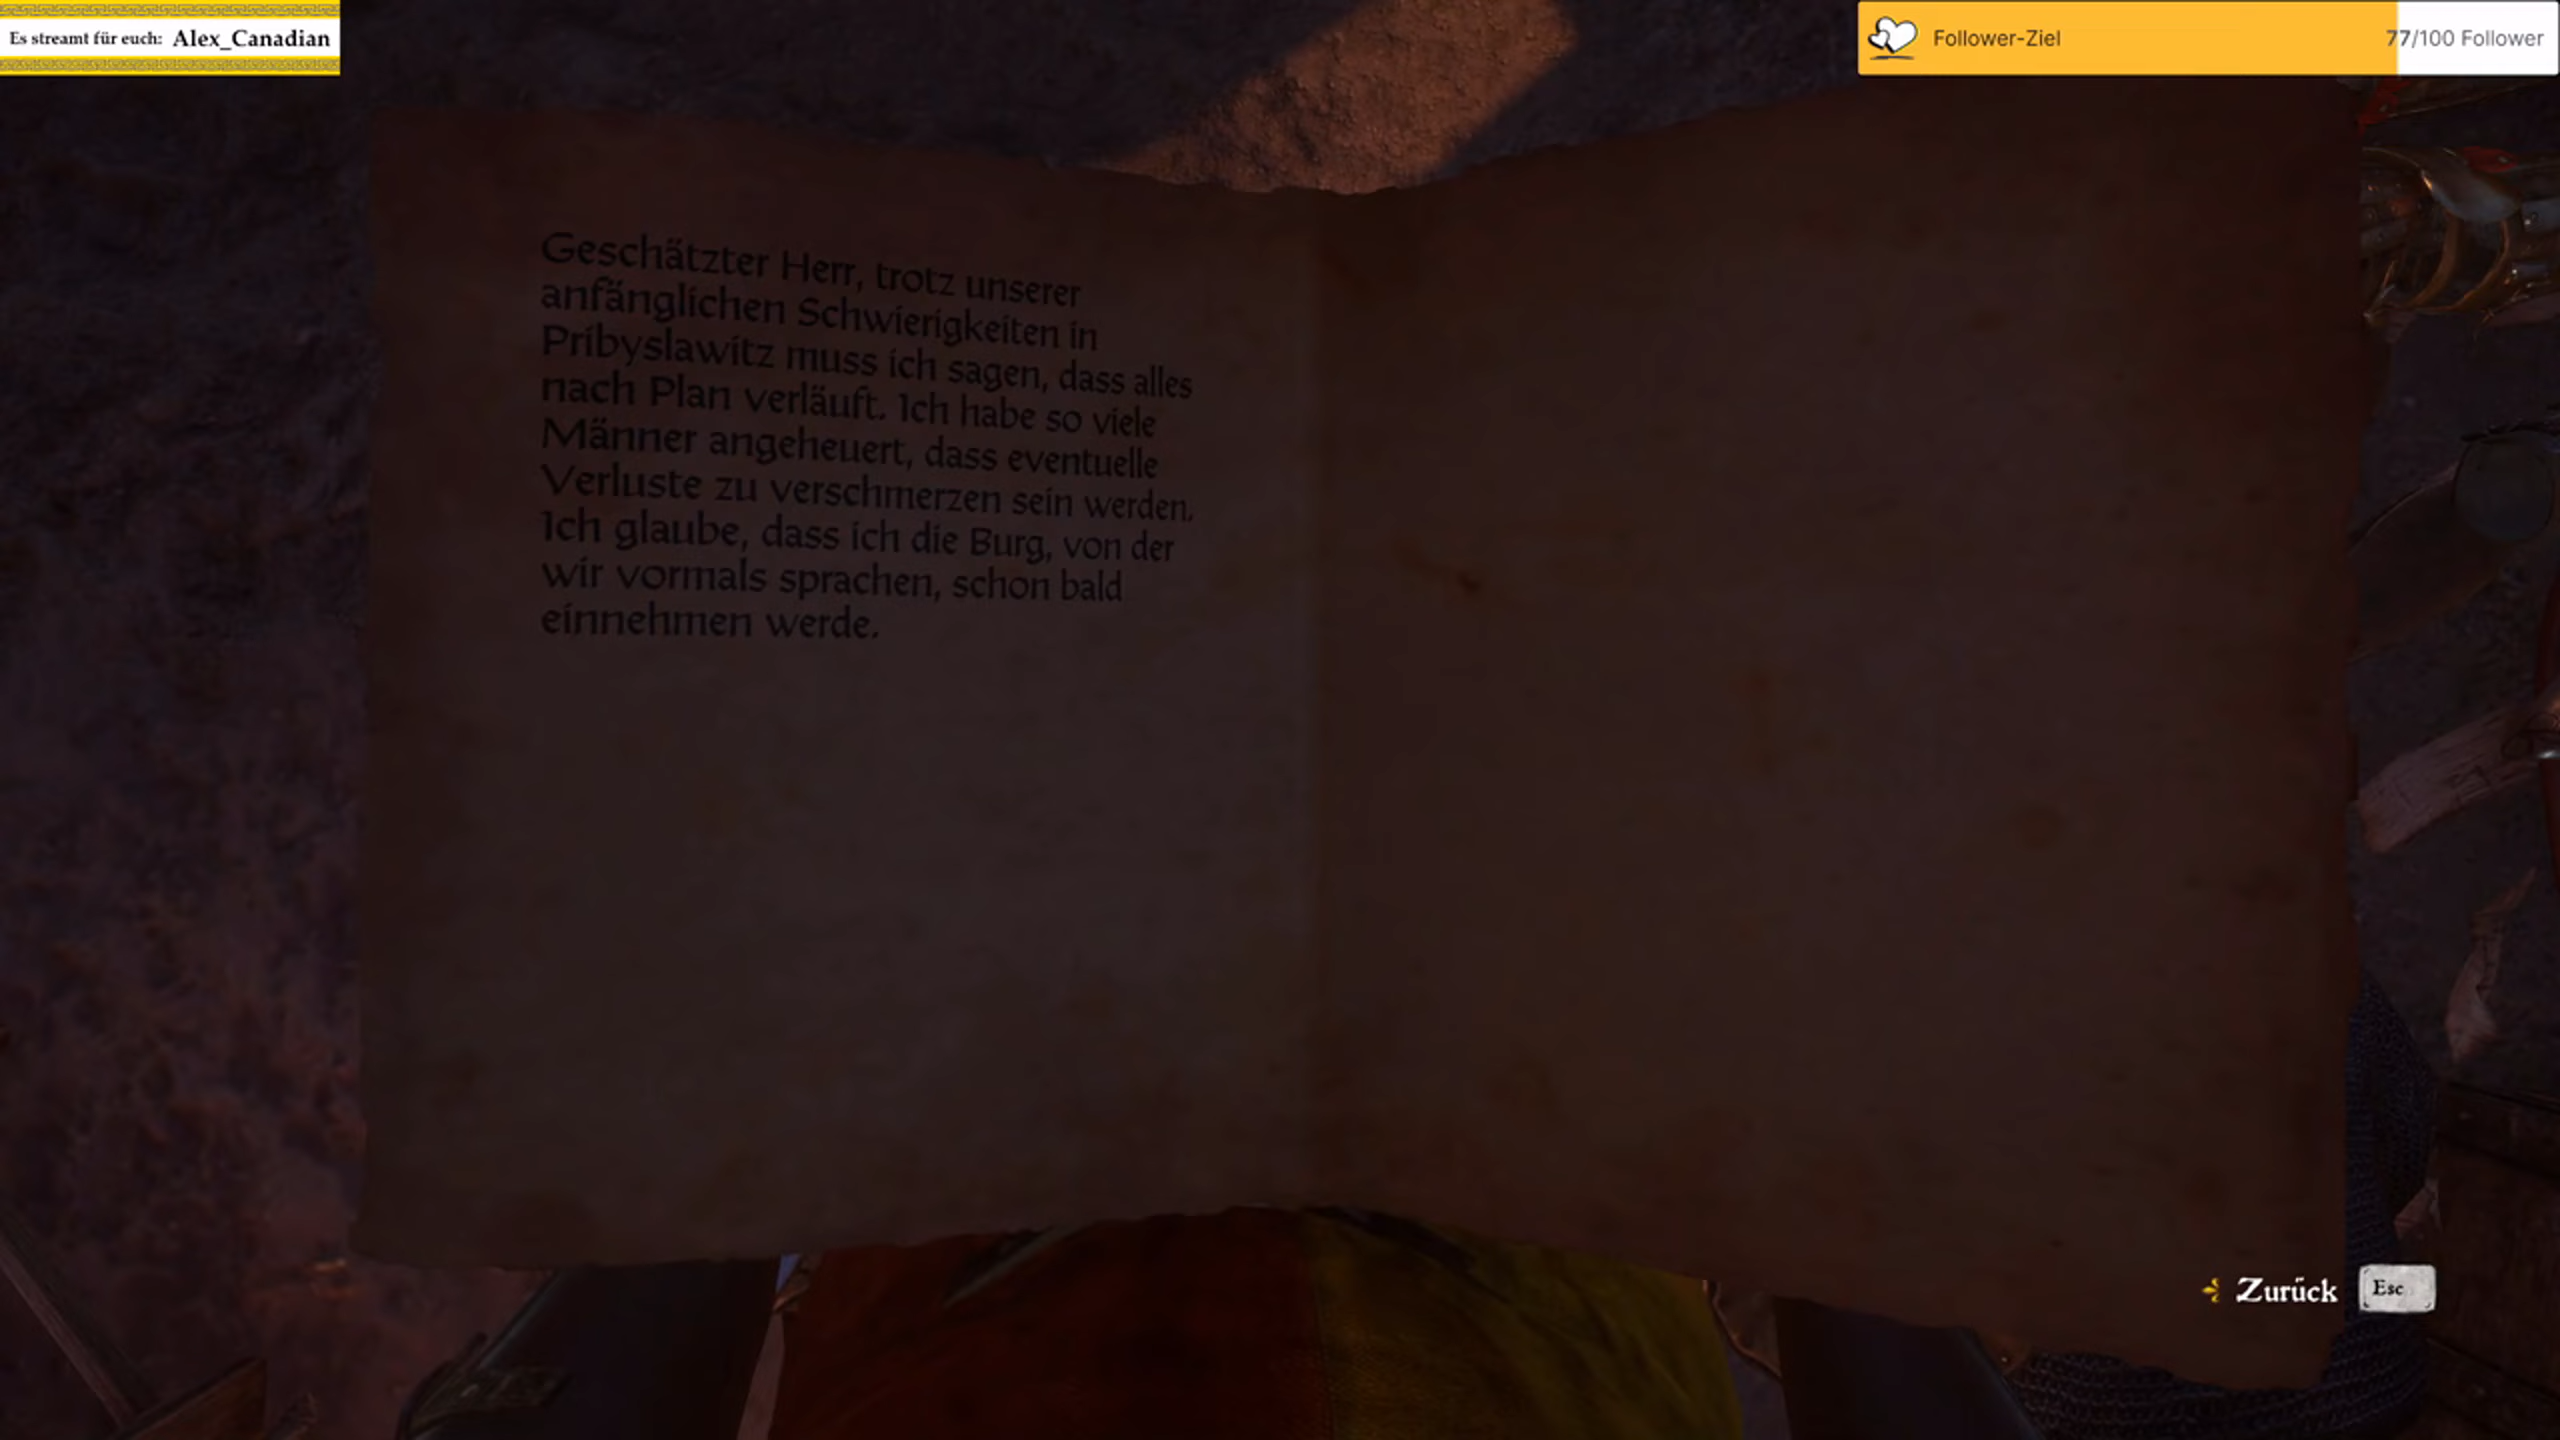 Es streamt für euch: Alex_Canadian
Follower-Ziel
77/100 Follower
Geschätzter Herr, trotz unserer
anfänglichen Schwierigkeiten in
Pribyslawitz muss ich sagen, dass alles
nach Plan verläuft. Ich habe so viele
Männer angeheuert, dass eventuelle
Verluste zu verschmerzen sein werden.
Ich glaube, dass ich die Burg, von der
wir vormals sprachen, schon bald
einnehmen werde.
Zurück
Esc